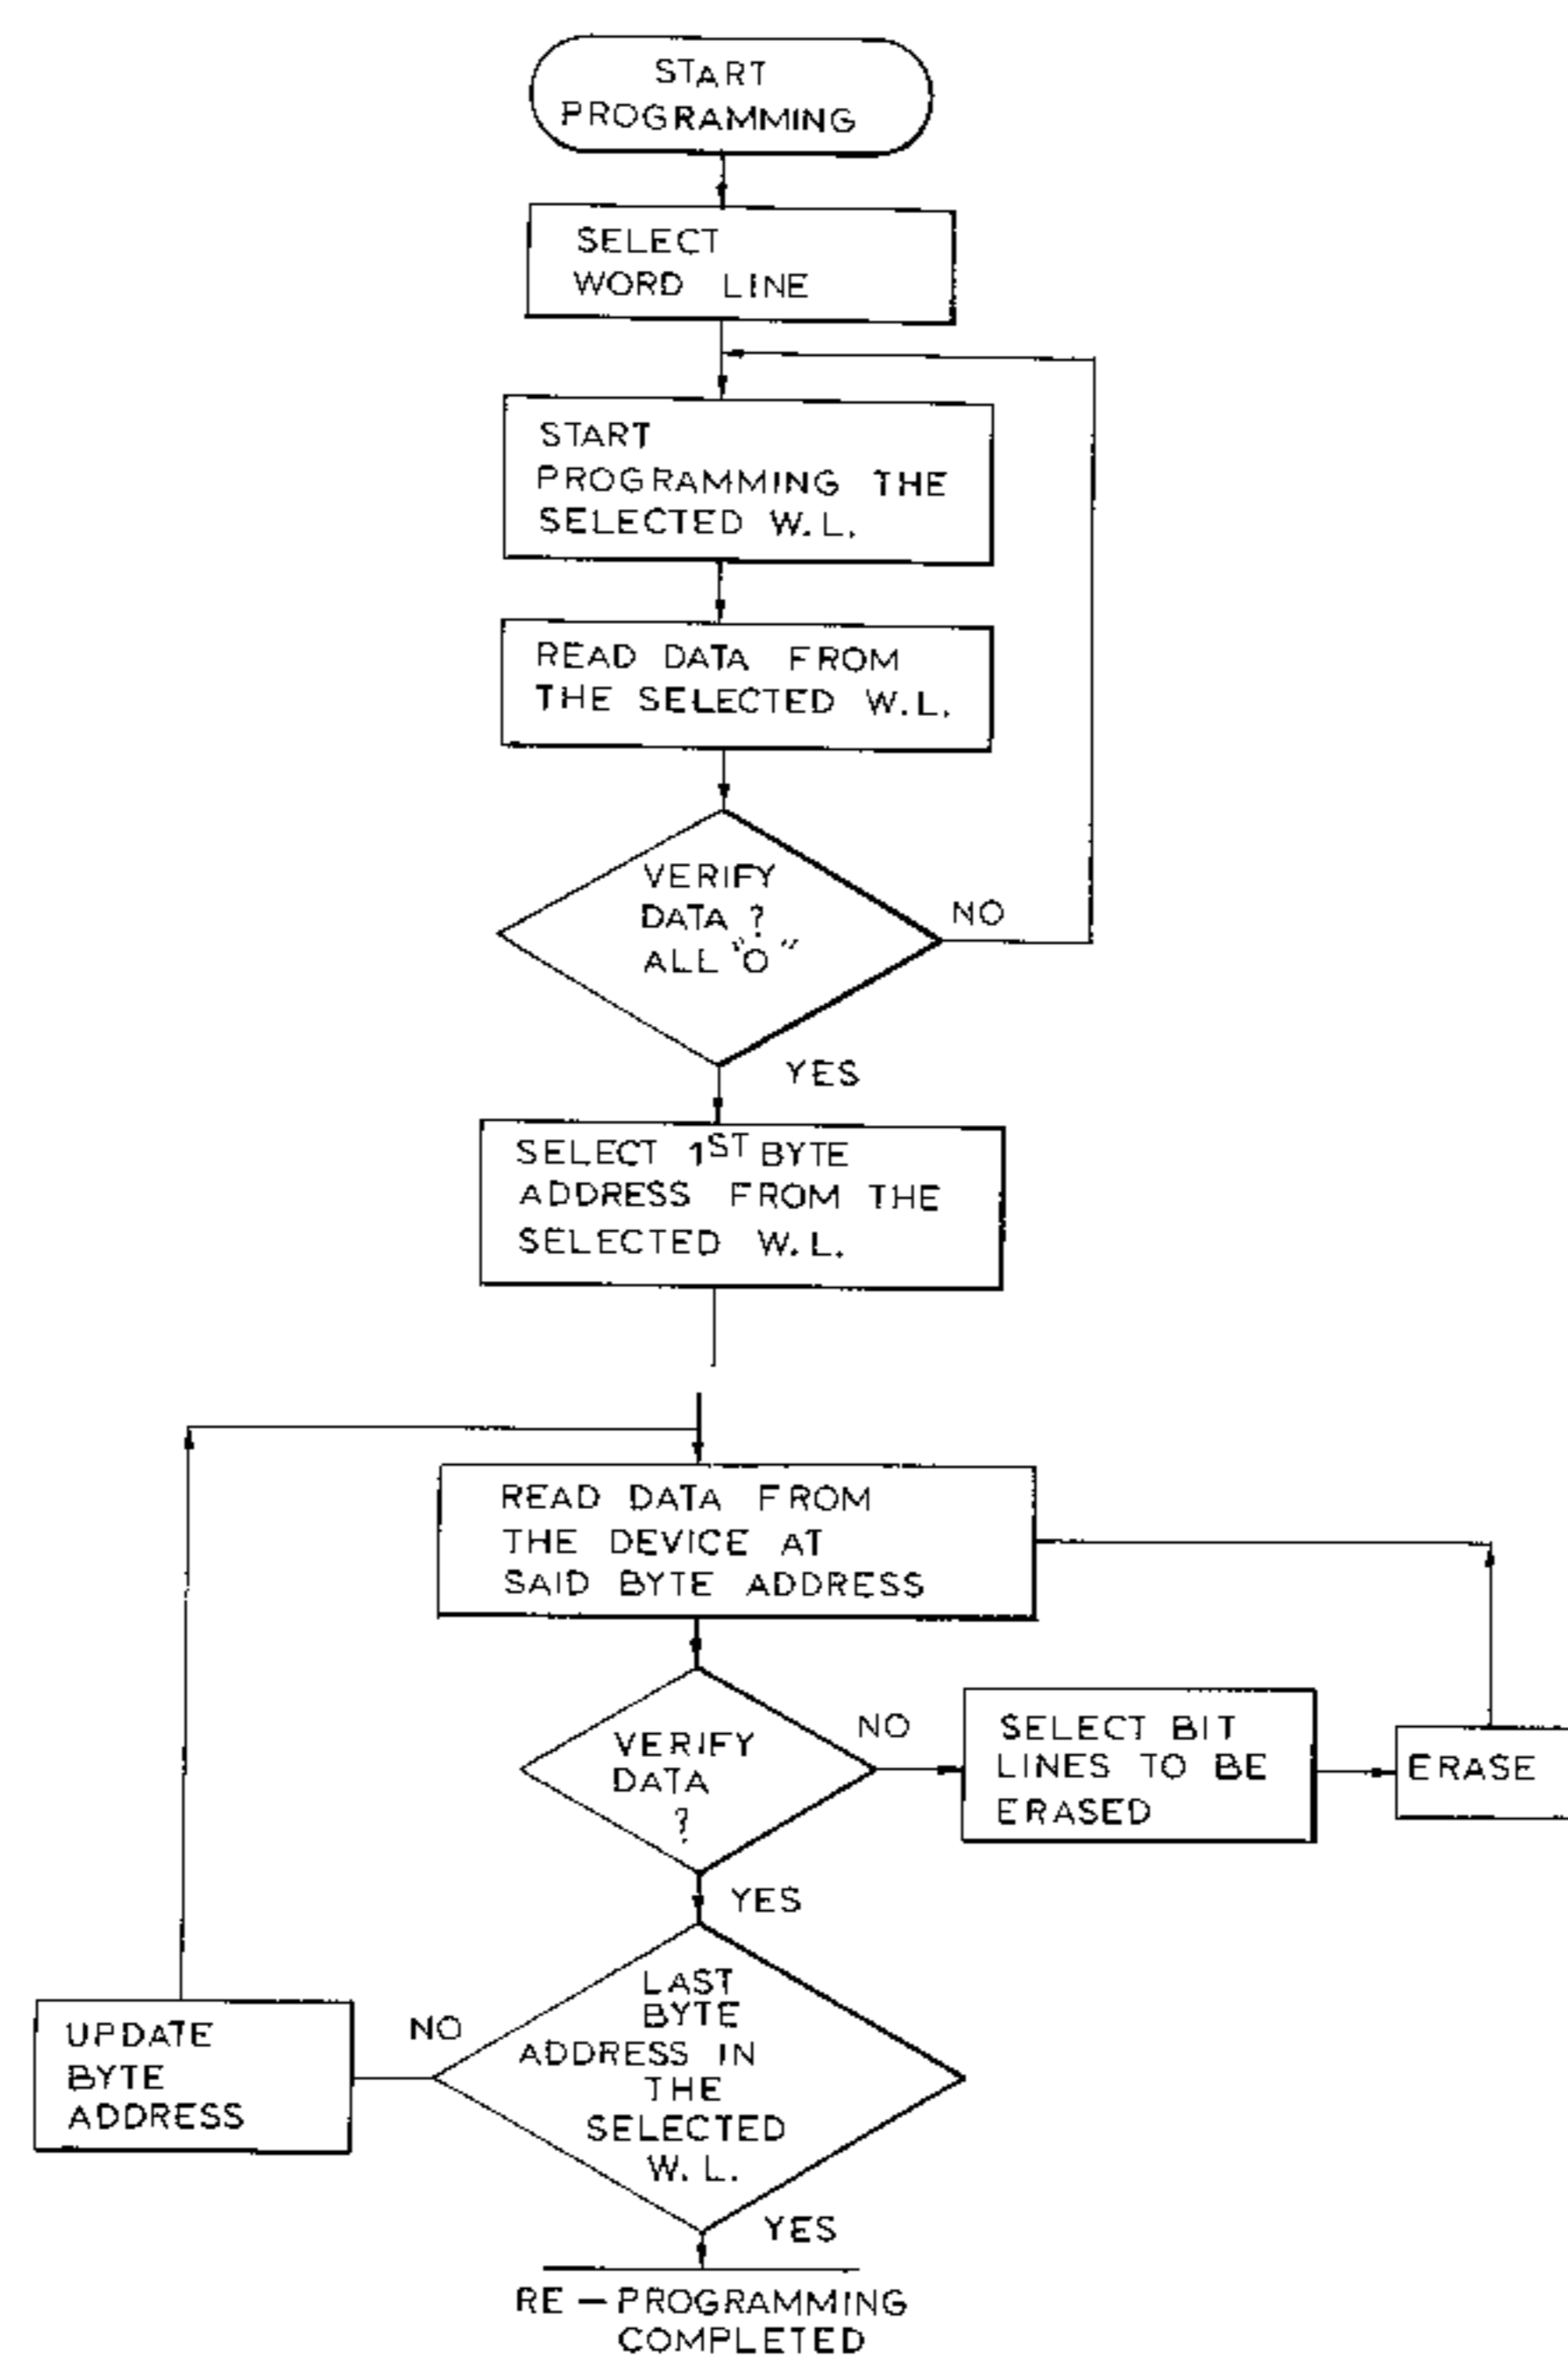 START
PROGRAMMING
SELECT
WORD LINE
START
PROGRAMMING THE
SELECTED W.L.
READ DATA FROM
THE SELECTED W.L.
VERIFY
DATA ?
ALL "O"
NO
YES
SELECT 1ST BYTE
ADDRESS FROM THE
SELECTED W.L.
READ DATA FROM
THE DEVICE AT
SAID BYTE ADDRESS
VERIFY
DATA
?
NO
SELECT BIT
LINES TO BE
ERASED
ERASE
YES
LAST
BYTE
ADDRESS IN
THE
SELECTED
W.L.
NO
UPDATE
BYTE
ADDRESS
YES
RE-PROGRAMMING
COMPLETED